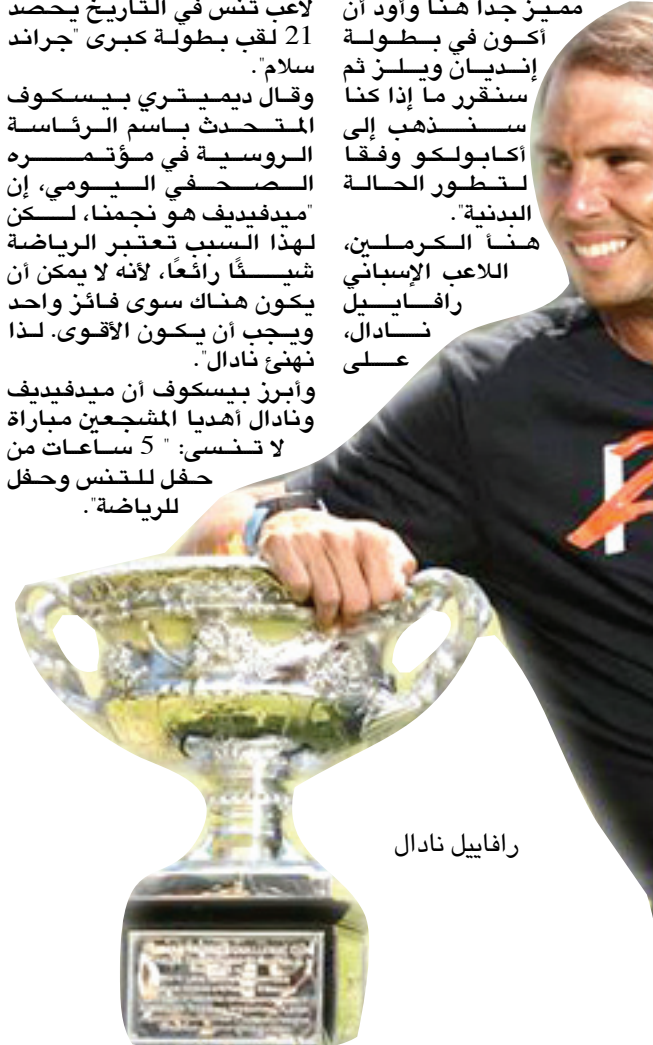 مميز جدا هنا وأود أن
أكون في بطولة
إنديان ويلز ثم
سنقرر ما إذا كنا
سنذهب إلى
أكابولكو وفقا
لتطور الحالة
البدنية".
هنأ الكرملين،
اللاعب الإسباني
رافاييل
نادال،
على
لاعب تنس في التاريخ يحصد
21 لقب بطولة كبرى "جراند
سلام".
وقال ديميتري بيسكوف
المتحدث باسم الرئاسة
الروسية في مؤتمره
الصحفي اليومي، إن
"ميدفيديف هو نجمنا، لكن
لهذا السبب تعتبر الرياضة
شيئًا رائعًا، لأنه لا يمكن أن
يكون هناك سوى فائز واحد
ويجب أن يكون الأقوى. لذا
نهنئ نادال".
وأبرز بيسكوف أن ميدفيديف
ونادال أهديا المشجعين مباراة
لا تنسى: " 5 ساعات من
حفل للتنس وحفل
للرياضة".
رافاييل نادال